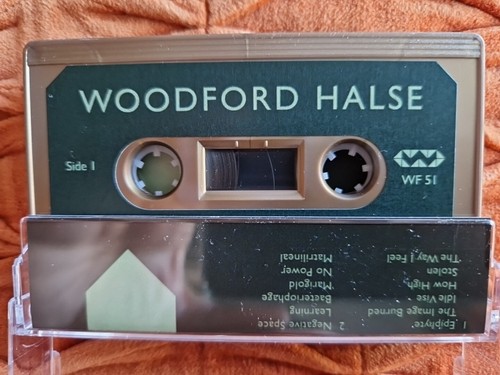 WOODFORD HALSE
Side 1
WF 51
1 Epiphyte
The Image Burned
Idle Vise
How High
Stolen
The Way I Feel
2 Negative Space
Learning
Bacteriophage
Marigold
No Power
Matrilineal